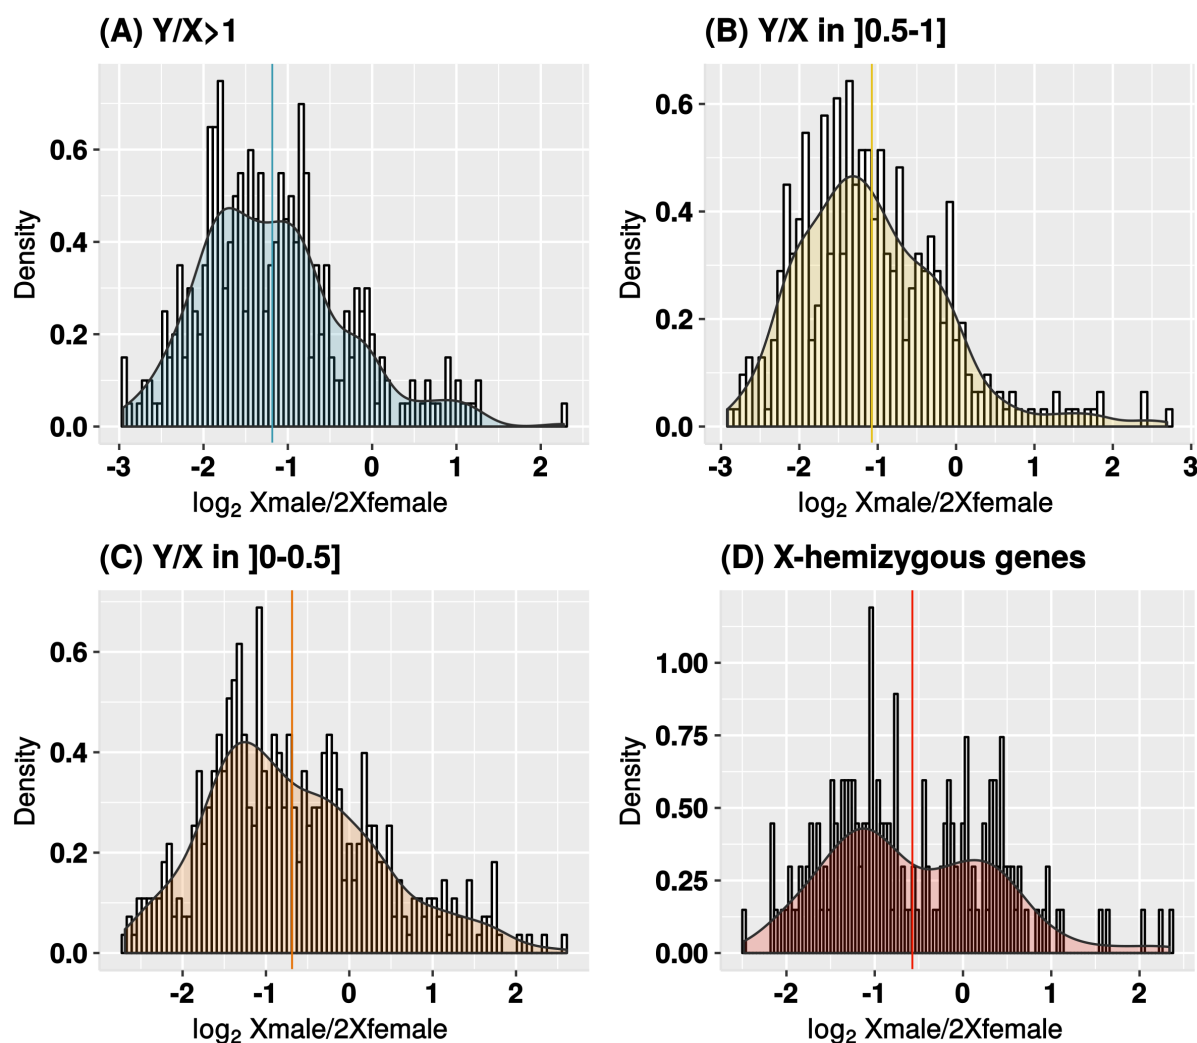 (A) Y/X>1
Density
0.6
0.4
0.2
0.0
-3 -2 -1 0 1 2
log2 Xmale/2Xfemale
(B) Y/X in ]0.5-1]
Density
0.6
0.4
0.2
0.0
-3 -2 -1 0 1 2 3
log2 Xmale/2Xfemale
(C) Y/X in ]0-0.5]
Density
0.6
0.4
0.2
0.0
-2 -1 0 1 2
log2 Xmale/2Xfemale
(D) X-hemizygous genes
Density
1.00
0.75
0.50
0.25
0.00
-2 -1 0 1 2
log2 Xmale/2Xfemale